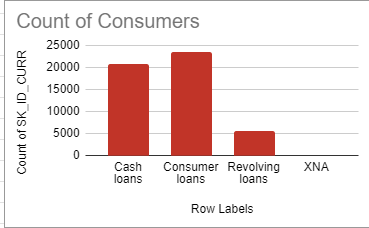 Count of Consumers
Count of SK_ID_CURR
25000
20000
15000
10000
5000
0
Cash loans
Consumer loans
Revolving loans
XNA
Row Labels